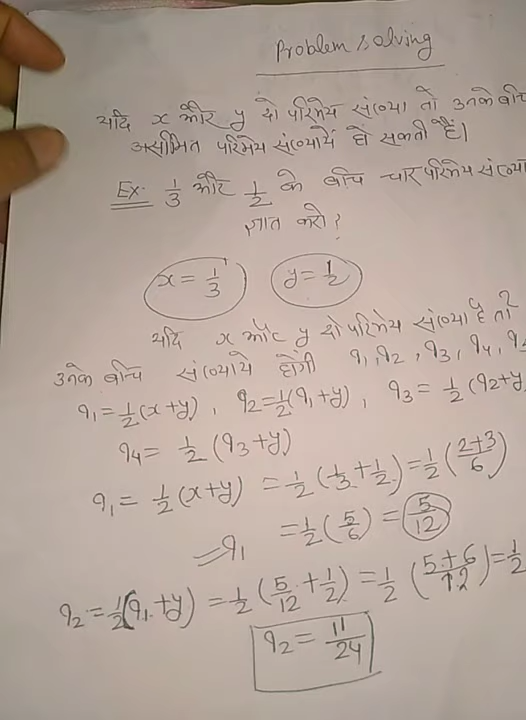 Problem solving
यदि x और y दो परिमेय संख्या तो उनके बीच
असीमित परिमेय संख्यायें हो सकती हैं।
Ex. 1/3 और 1/2 के बीच चार परिमेय संख्या
ज्ञात करो?
x = 1/3 y = 1/2
यदि x और y दो परिमेय संख्या है तो
उनके बीच संख्याये होंगी q1, q2, q3, q4,
q1 = 1/2 (x+y), q2 = 1/2 (q1+y), q3 = 1/2 (q2+y
q4 = 1/2 (q3+y)
q1 = 1/2 (x+y) = 1/2 (1/3 + 1/2) = 1/2 (2+3/6)
⇒ q1 = 1/2 (5/6) = 5/12
q2 = 1/2 (q1+y) = 1/2 (5/12 + 1/2) = 1/2 (5+6/12) = 1/2
q2 = 11/24